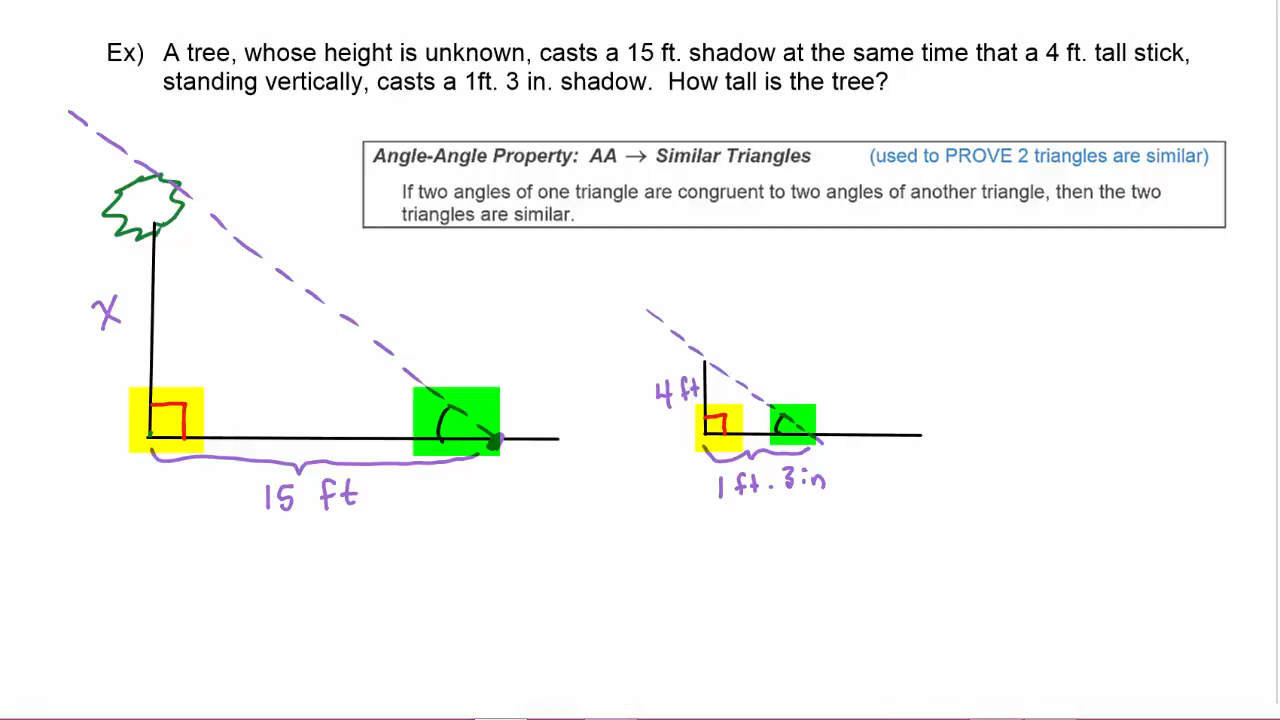 Ex) A tree, whose height is unknown, casts a 15 ft. shadow at the same time that a 4 ft. tall stick,
standing vertically, casts a 1ft. 3 in. shadow. How tall is the tree?
Angle-Angle Property: AA → Similar Triangles (used to PROVE 2 triangles are similar)
If two angles of one triangle are congruent to two angles of another triangle, then the two
triangles are similar.
x
4 ft
15 ft
1 ft. 3 in